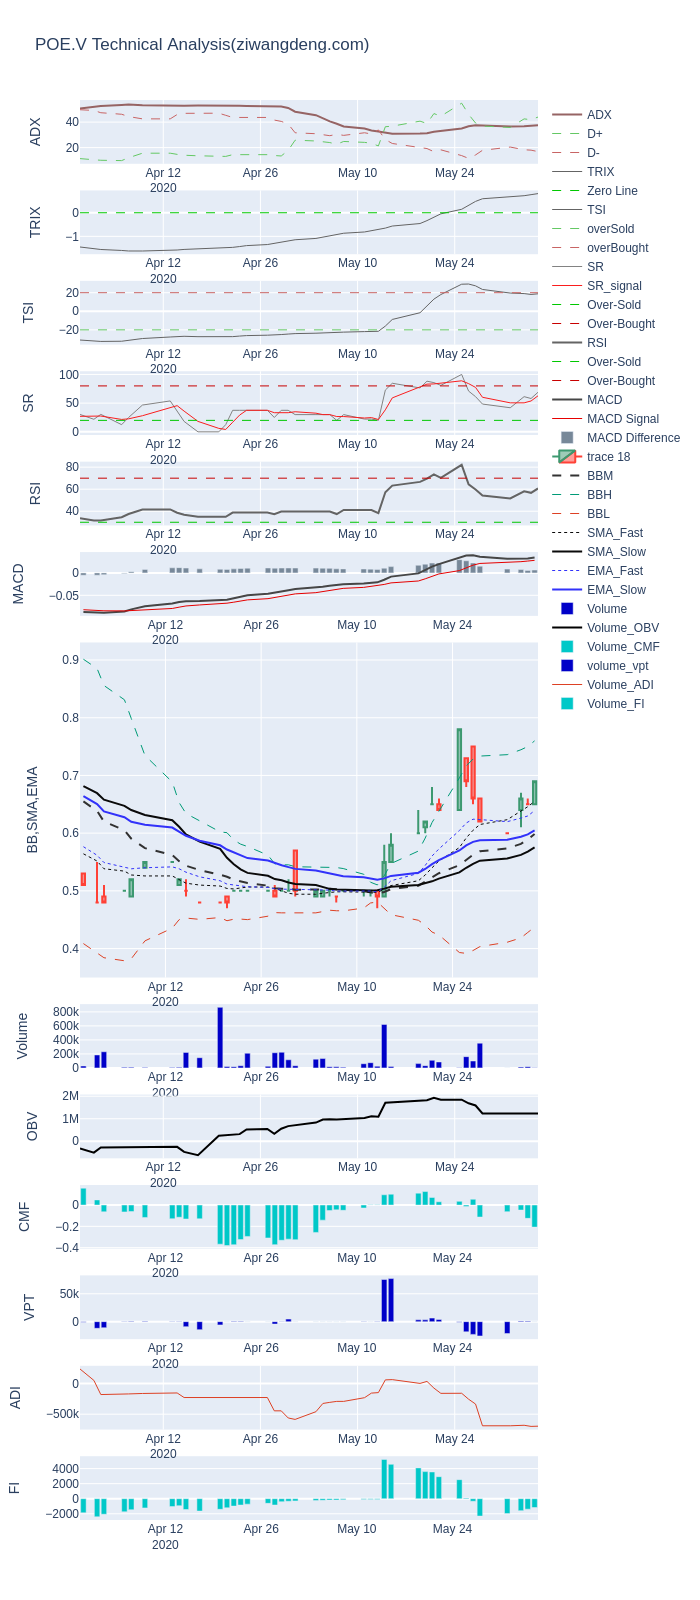 POE.V Technical Analysis(ziwangdeng.com)
ADX
40
20
Apr 12
2020
Apr 26
May 10
May 24
TRIX
0
−1
Apr 12
2020
Apr 26
May 10
May 24
TSI
20
0
−20
Apr 12
2020
Apr 26
May 10
May 24
SR
100
50
0
Apr 12
2020
Apr 26
May 10
May 24
RSI
80
60
40
Apr 12
2020
Apr 26
May 10
May 24
MACD
0
−0.05
Apr 12
2020
Apr 26
May 10
May 24
BB,SMA,EMA
0.9
0.8
0.7
0.6
0.5
0.4
Apr 12
2020
Apr 26
May 10
May 24
Volume
800k
600k
400k
200k
0
Apr 12
2020
Apr 26
May 10
May 24
OBV
2M
1M
0
Apr 12
2020
Apr 26
May 10
May 24
CMF
0
−0.2
−0.4
Apr 12
2020
Apr 26
May 10
May 24
VPT
50k
0
Apr 12
2020
Apr 26
May 10
May 24
ADI
0
−500k
Apr 12
2020
Apr 26
May 10
May 24
FI
4000
2000
0
−2000
Apr 12
2020
Apr 26
May 10
May 24
ADX
D+
D-
TRIX
Zero Line
TSI
overSold
overBought
SR
SR_signal
Over-Sold
Over-Bought
RSI
Over-Sold
Over-Bought
MACD
MACD Signal
MACD Difference
trace 18
BBM
BBH
BBL
SMA_Fast
SMA_Slow
EMA_Fast
EMA_Slow
Volume
Volume_OBV
Volume_CMF
volume_vpt
Volume_ADI
Volume_FI